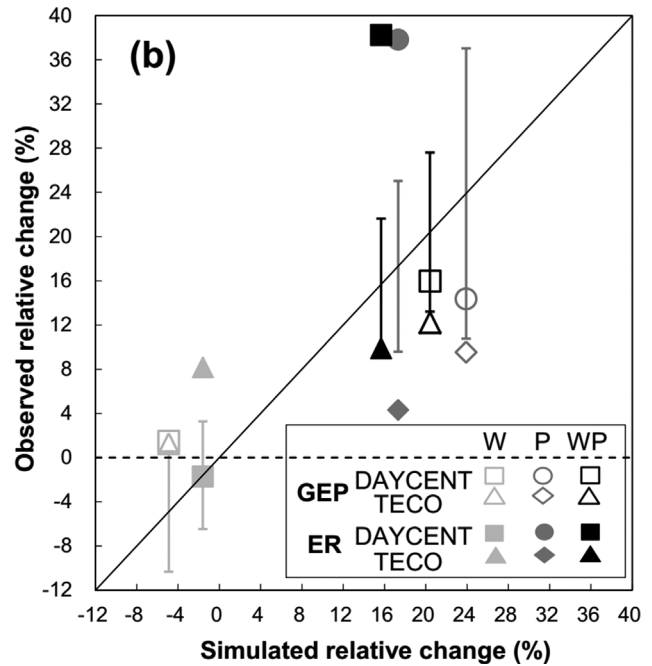 (b)
Observed relative change (%)
40
36
32
28
24
20
16
12
8
4
0
-4
-8
-12
-12 -8 -4 0 4 8 12 16 20 24 28 32 36 40
Simulated relative change (%)
W P WP
GEP DAYCENT
TECO
ER DAYCENT
TECO